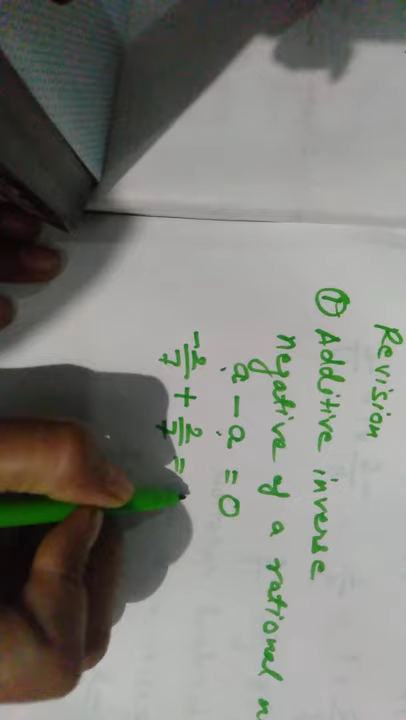 Revision
① Additive inverse
negative of a rational
a - a = 0
-2/7 + 2/7 =